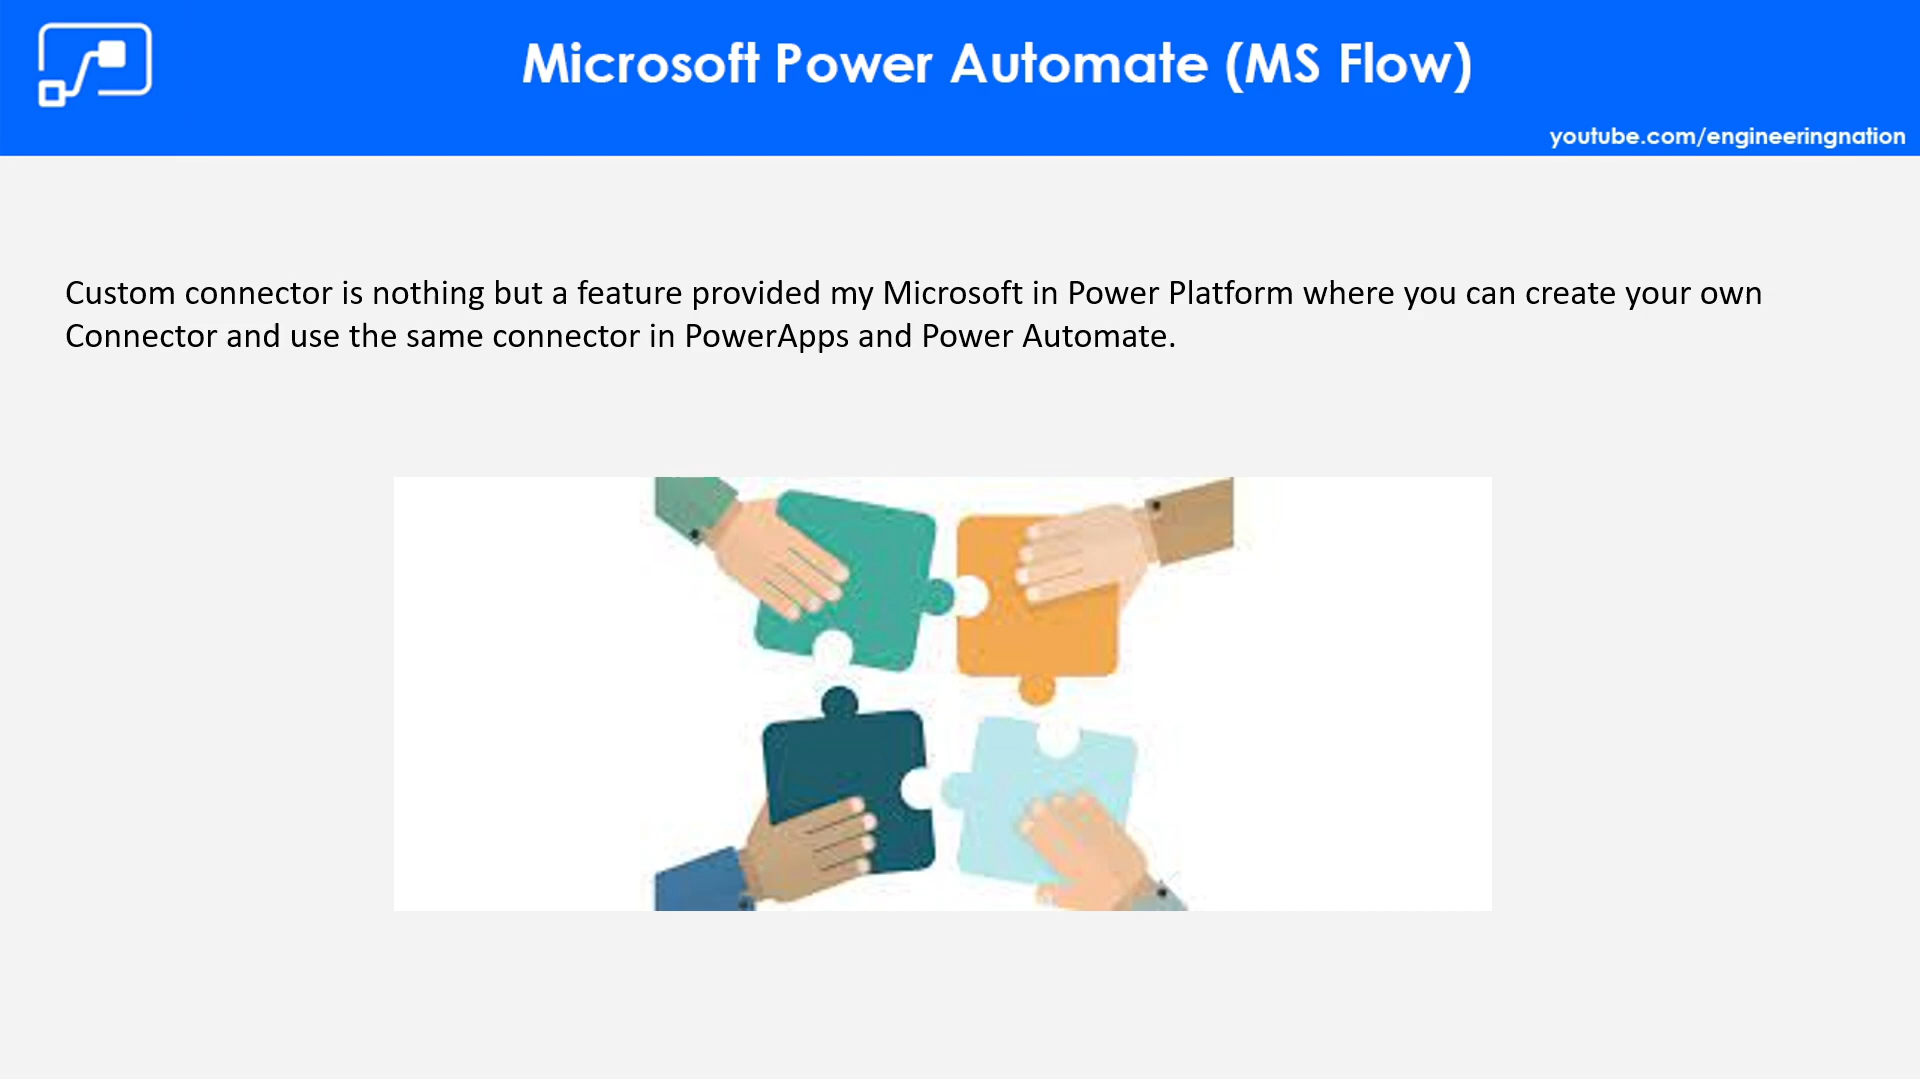 Microsoft Power Automate (MS Flow)
youtube.com/engineeringnation
Custom connector is nothing but a feature provided my Microsoft in Power Platform where you can create your own
Connector and use the same connector in PowerApps and Power Automate.